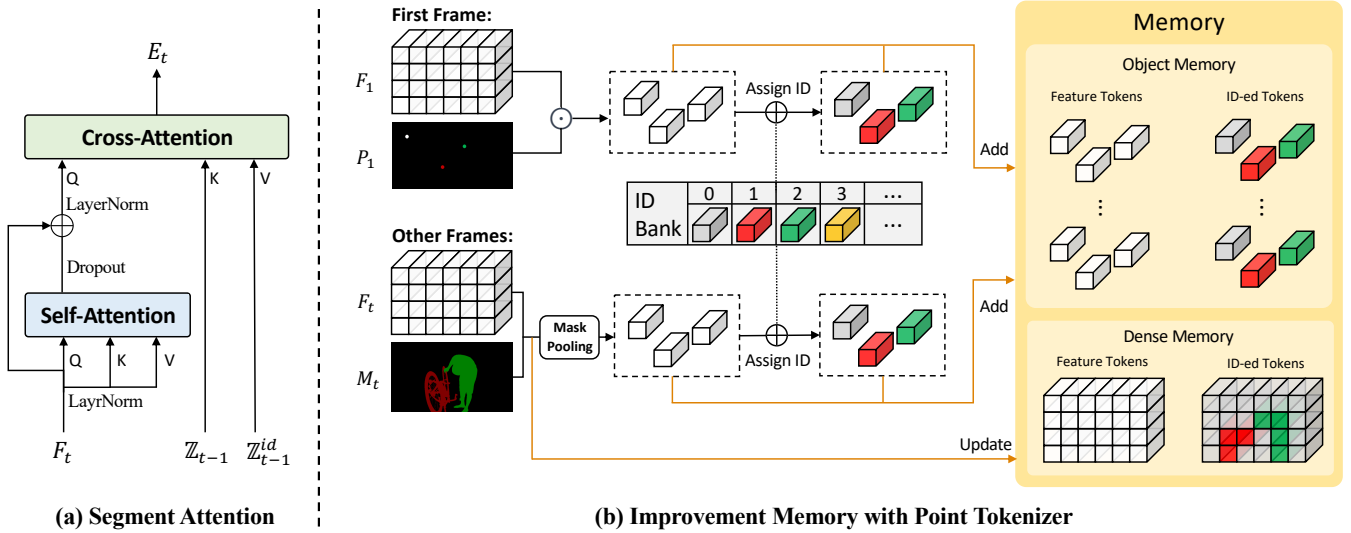 E_t
Cross-Attention
Q
K
V
LayerNorm
Dropout
Self-Attention
Q
K
V
LayrNorm
F_t
ℤ_{t-1}
ℤ_{t-1}^{id}
(a) Segment Attention
First Frame:
F_1
P_1
Assign ID
ID Bank
0 1 2 3 ...
...
Other Frames:
F_t
M_t
Mask
Pooling
Assign ID
Add
Add
Update
Memory
Object Memory
Feature Tokens
ID-ed Tokens
Dense Memory
Feature Tokens
ID-ed Tokens
(b) Improvement Memory with Point Tokenizer